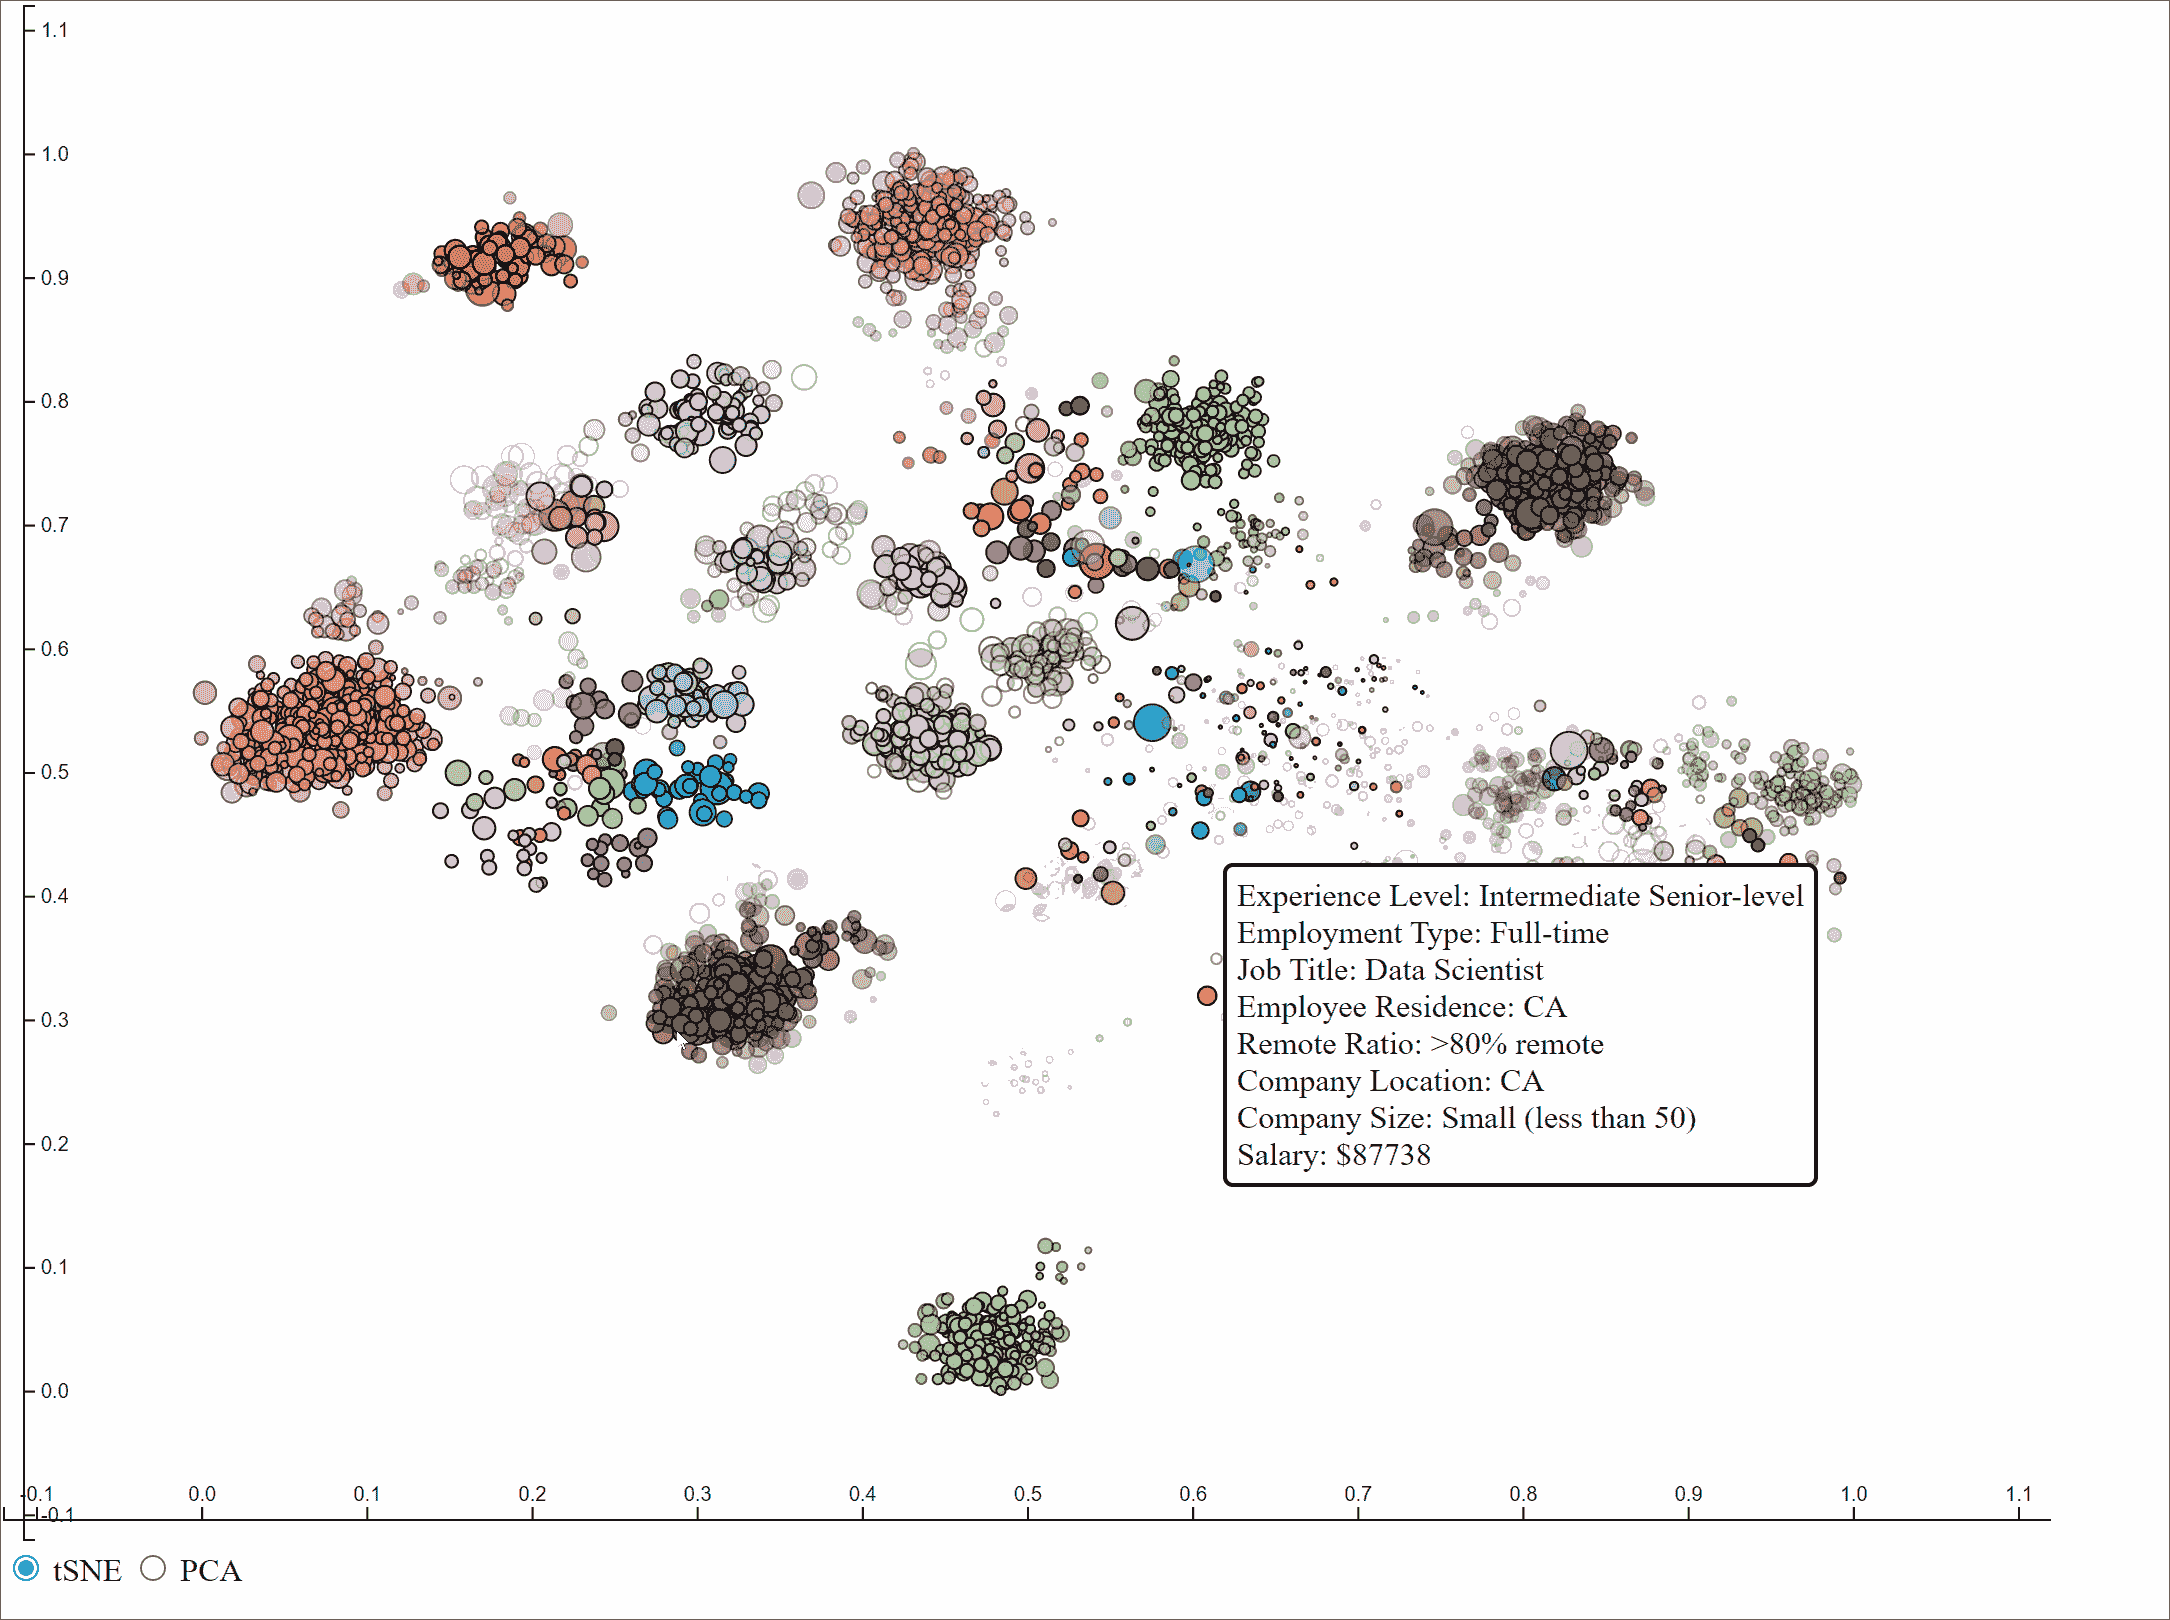 1.1
1.0
0.9
0.8
0.7
0.6
0.5
0.4
0.3
0.2
0.1
0.0
-0.1
Experience Level: Intermediate Senior-level
Employment Type: Full-time
Job Title: Data Scientist
Employee Residence: CA
Remote Ratio: >80% remote
Company Location: CA
Company Size: Small (less than 50)
Salary: $87738
-0.1 0.0 0.1 0.2 0.3 0.4 0.5 0.6 0.7 0.8 0.9 1.0 1.1
tSNE PCA